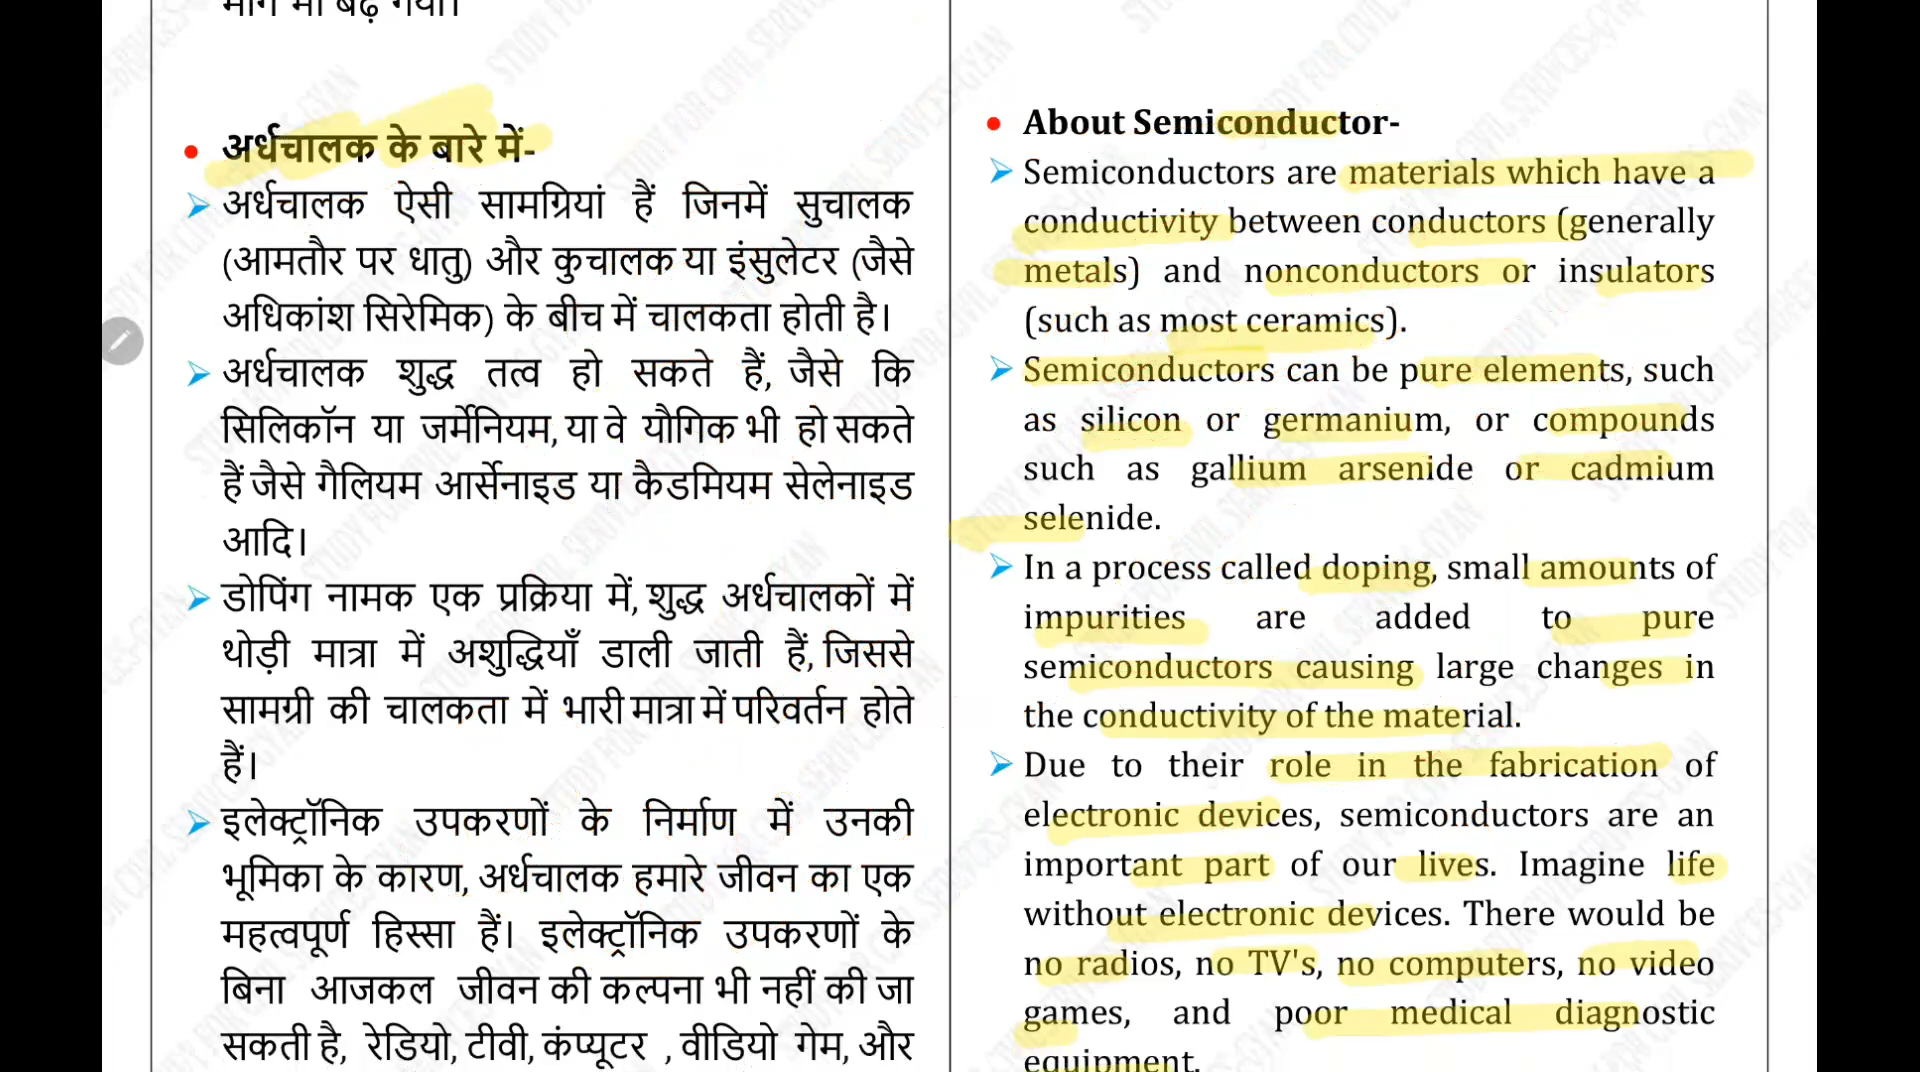 मांग भी बढ़ गयी।
अर्धचालक के बारे में-
अर्धचालक ऐसी सामग्रियां हैं जिनमें सुचालक
(आमतौर पर धातु) और कुचालक या इंसुलेटर (जैसे
अधिकांश सिरेमिक) के बीच में चालकता होती है।
अर्धचालक शुद्ध तत्व हो सकते हैं, जैसे कि
सिलिकॉन या जर्मेनियम, या वे यौगिक भी हो सकते
हैं जैसे गैलियम आर्सेनाइड या कैडमियम सेलेनाइड
आदि।
डोपिंग नामक एक प्रक्रिया में, शुद्ध अर्धचालकों में
थोड़ी मात्रा में अशुद्धियाँ डाली जाती हैं, जिससे
सामग्री की चालकता में भारी मात्रा में परिवर्तन होते
हैं।
इलेक्ट्रॉनिक उपकरणों के निर्माण में उनकी
भूमिका के कारण, अर्धचालक हमारे जीवन का एक
महत्वपूर्ण हिस्सा हैं। इलेक्ट्रॉनिक उपकरणों के
बिना आजकल जीवन की कल्पना भी नहीं की जा
सकती है, रेडियो, टीवी, कंप्यूटर , वीडियो गेम, और
About Semiconductor-
Semiconductors are materials which have a
conductivity between conductors (generally
metals) and nonconductors or insulators
(such as most ceramics).
Semiconductors can be pure elements, such
as silicon or germanium, or compounds
such as gallium arsenide or cadmium
selenide.
In a process called doping, small amounts of
impurities are added to pure
semiconductors causing large changes in
the conductivity of the material.
Due to their role in the fabrication of
electronic devices, semiconductors are an
important part of our lives. Imagine life
without electronic devices. There would be
no radios, no TV's, no computers, no video
games, and poor medical diagnostic
equipment.